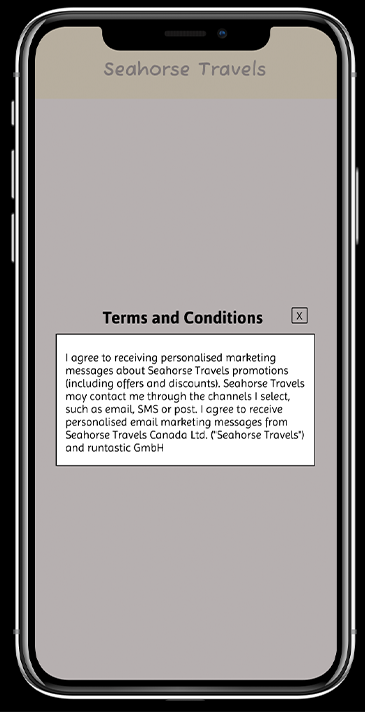 Seahorse Travels
Terms and Conditions X
I agree to receiving personalised marketing
messages about Seahorse Travels promotions
(including offers and discounts). Seahorse Travels
may contact me through the channels I select,
such as email, SMS or post. I agree to receive
personalised email marketing messages from
Seahorse Travels Canada Ltd. ("Seahorse Travels")
and runtastic GmbH